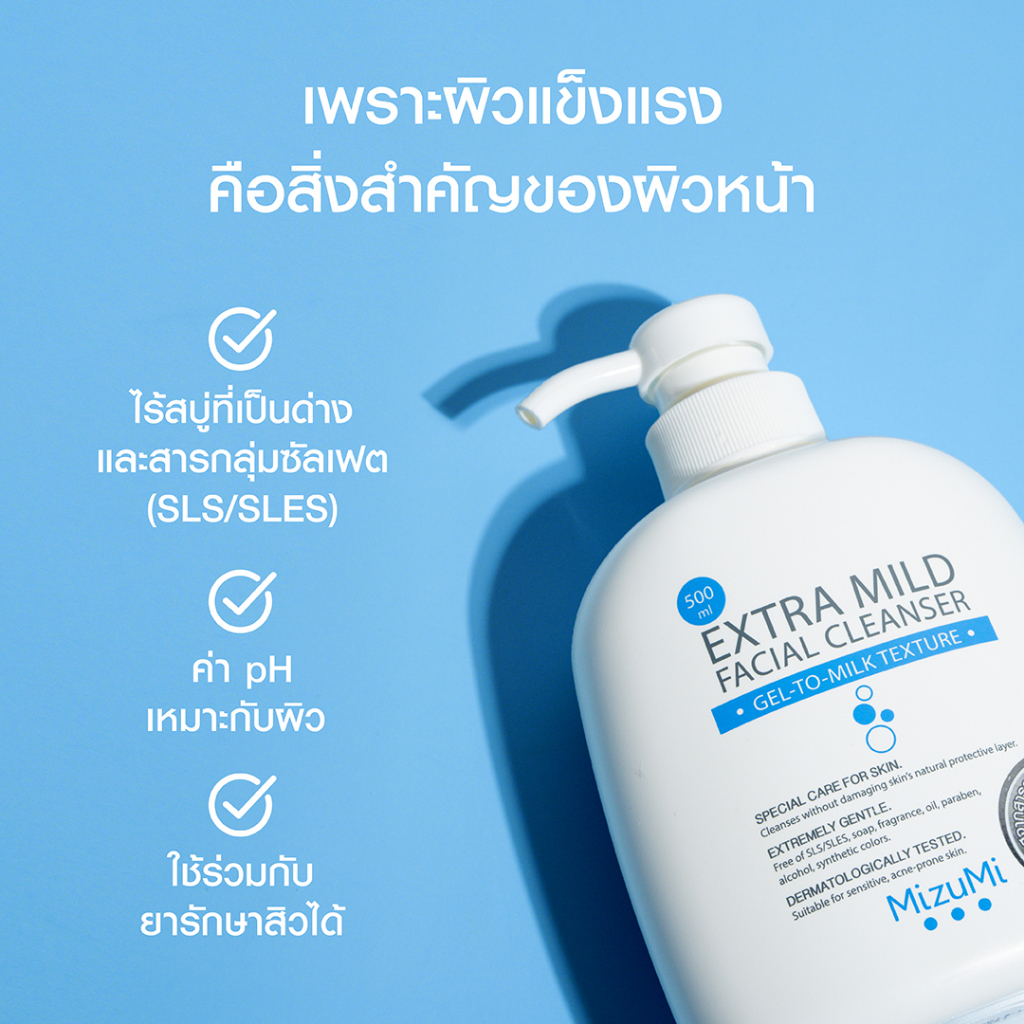 เพราะผิวแข็งแรง
คือสิ่งสำคัญของผิวหน้า
ไร้สบู่ที่เป็นด่าง
และสารกลุ่มซัลเฟต
(SLS/SLES)
ค่า pH
เหมาะกับผิว
ใช้ร่วมกับ
ยารักษาสิวได้
500
ml
EXTRA MILD
FACIAL CLEANSER
• GEL-TO-MILK TEXTURE •
SPECIAL CARE FOR SKIN.
Cleanses without damaging skin's natural protective layer.
EXTREMELY GENTLE.
Free of SLS/SLES, soap, fragrance, oil, paraben,
alcohol, synthetic colors.
DERMATOLOGICALLY TESTED.
Suitable for sensitive, acne-prone skin.
MizuMi